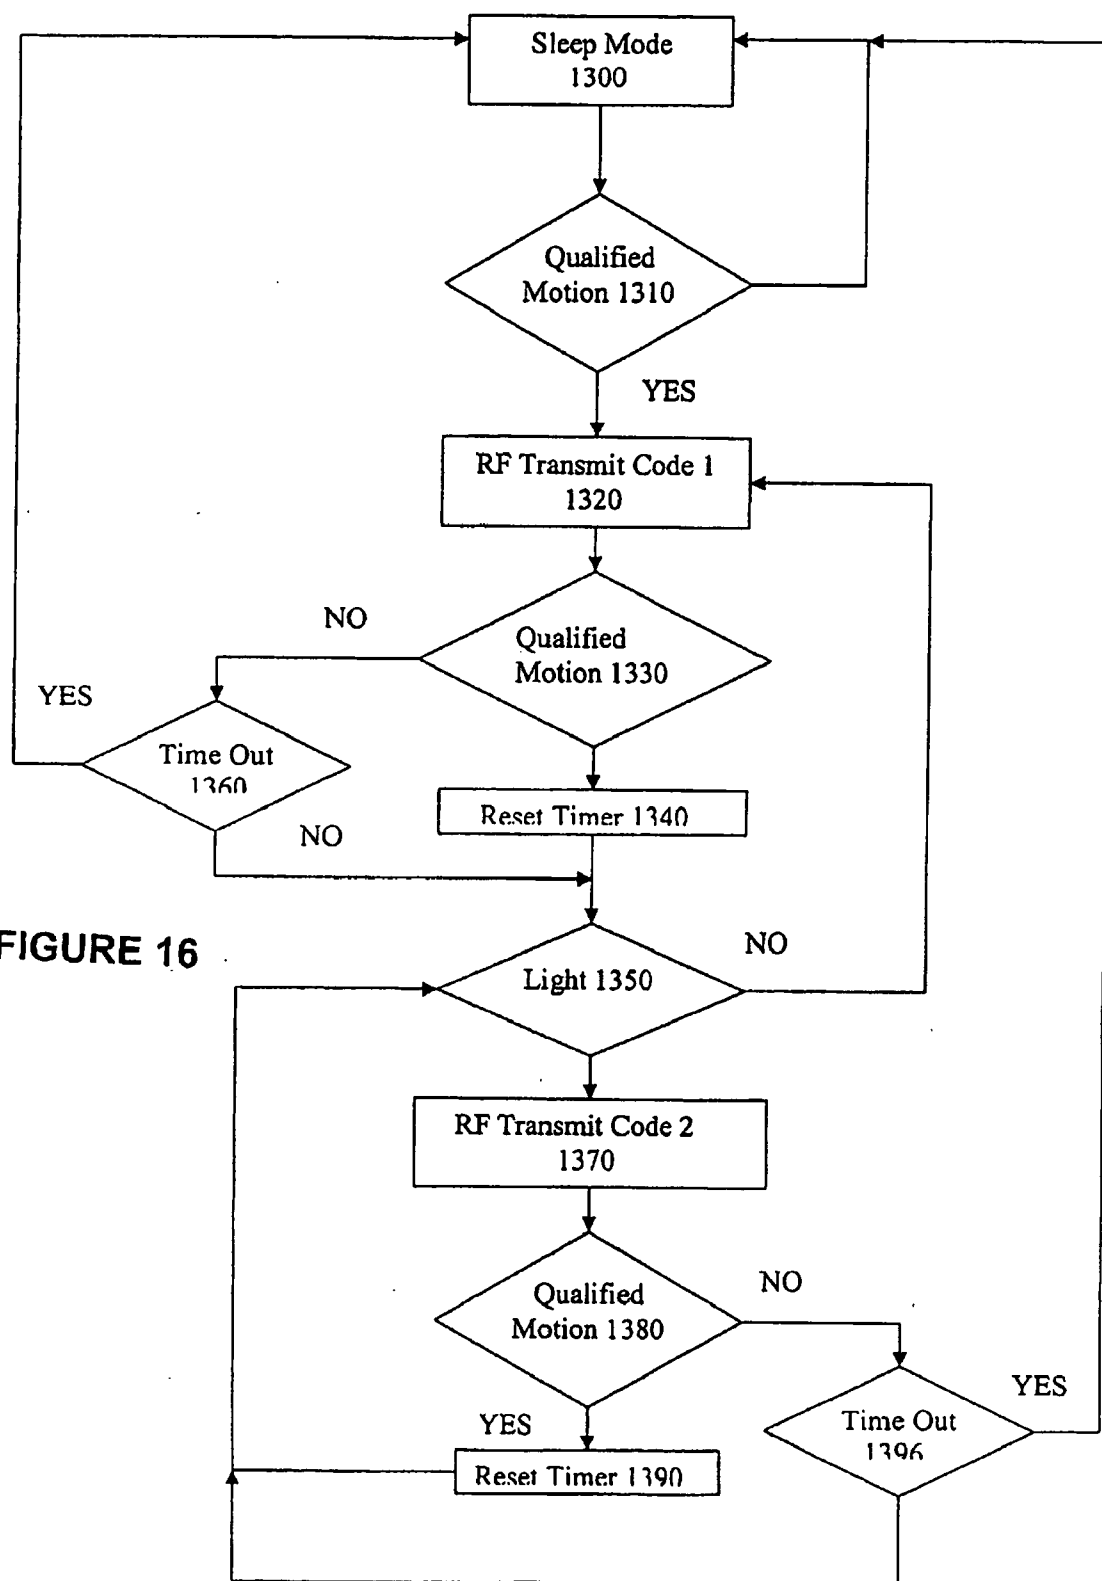 Sleep Mode
1300
Qualified
Motion 1310
YES
RF Transmit Code 1
1320
NO
Qualified
Motion 1330
YES
Time Out
1360
Reset Timer 1340
NO
FIGURE 16
NO
Light 1350
RF Transmit Code 2
1370
NO
Qualified
Motion 1380
YES
YES
Time Out
1396
Reset Timer 1390